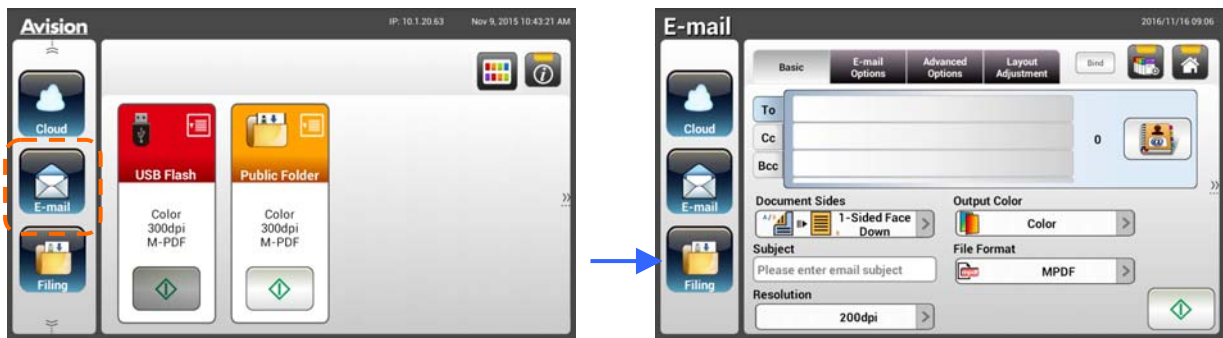 Avision
IP: 10.1.20.63
Nov 9, 2015 10:43:21 AM
Cloud
E-mail
Filing
USB Flash
Color
300dpi
M-PDF
Public Folder
Color
300dpi
M-PDF
E-mail
2016/11/16 09:06
Cloud
E-mail
Filing
Basic
E-mail
Options
Advanced
Options
Layout
Adjustment
Bind
To
Cc
Bcc
0
Document Sides
1-Sided Face
Down
Output Color
Color
Subject
Please enter email subject
File Format
MPDF
Resolution
200dpi